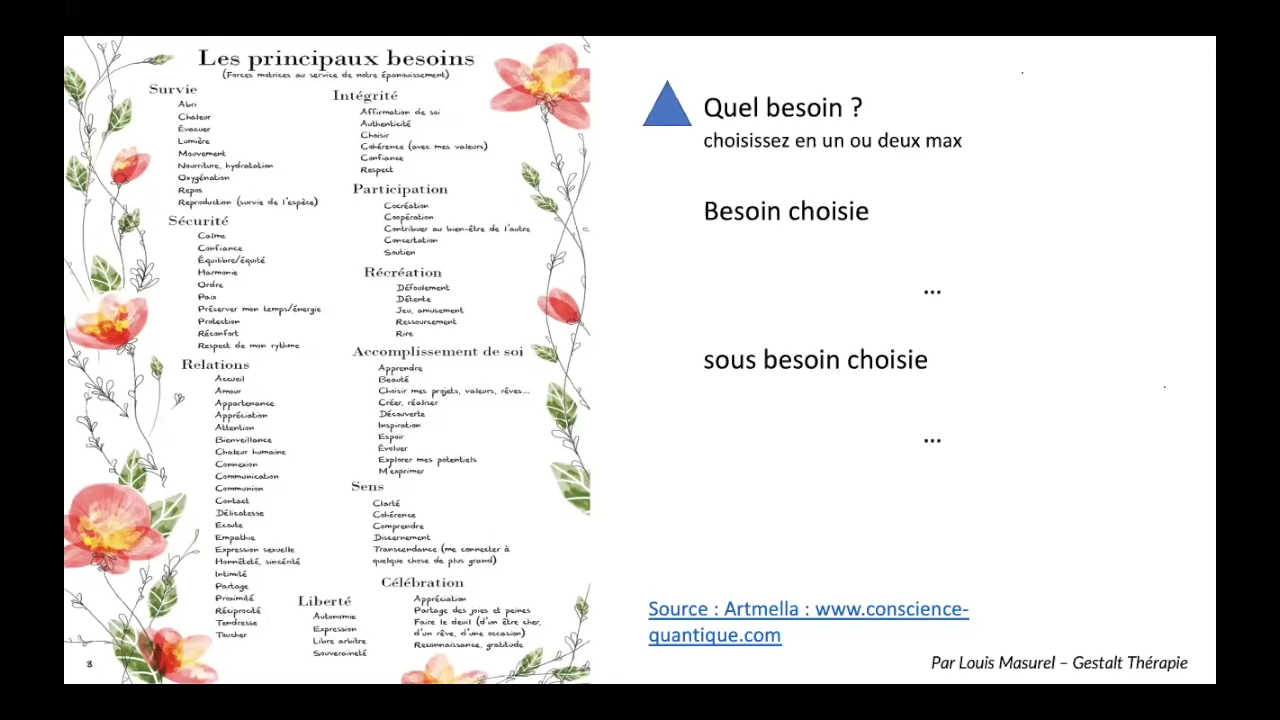 Les principaux besoins
(Forces motrices au service de notre épanouissement)
Survie
Abri
Chaleur
Évacuer
Lumière
Mouvement
Nourriture, hydratation
Oxygénation
Repos
Reproduction (survie de l'espèce)
Sécurité
Calme
Confiance
Équilibre/équité
Harmonie
Ordre
Paix
Préserver mon temps/énergie
Protection
Réconfort
Respect de mon rythme
Relations
Accueil
Amour
Appartenance
Appréciation
Attention
Bienveillance
Chaleur humaine
Connexion
Communication
Communion
Contact
Délicatesse
Ecoute
Empathie
Expression sexuelle
Honnêteté, sincérité
Intimité
Partage
Proximité
Réciprocité
Tendresse
Toucher
Intégrité
Affirmation de soi
Authenticité
Choisir
Cohérence (avec mes valeurs)
Confiance
Respect
Participation
Cocréation
Coopération
Contribuer au bien-être de l'autre
Concertation
Soutien
Récréation
Défoulement
Détente
Jeu, amusement
Ressourcement
Rire
Accomplissement de soi
Apprendre
Beauté
Choisir mes projets, valeurs, rêves...
Créer, réaliser
Découverte
Inspiration
Espoir
Évoluer
Explorer mes potentiels
M'exprimer
Sens
Clarté
Cohérence
Comprendre
Discernement
Transcendance (me connecter à
quelque chose de plus grand)
Liberté
Autonomie
Expression
Libre arbitre
Souveraineté
Célébration
Appréciation
Partage des joies et peines
Faire le deuil (d'un être cher,
d'un rêve, d'une occasion)
Reconnaissance, gratitude
8
Quel besoin ?
choisissez en un ou deux max
Besoin choisie
...
sous besoin choisie
...
Source : Artmella : www.conscience-
quantique.com
Par Louis Masurel – Gestalt Thérapie